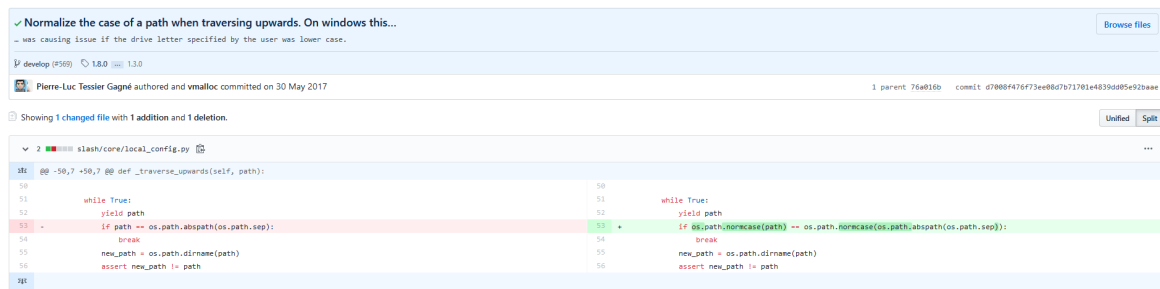 Normalize the case of a path when traversing upwards. On windows this…
Browse files
… was causing issue if the drive letter specified by the user was lower case.
develop (#569) 1.8.0 ... 1.3.0
Pierre-Luc Tessier Gagné authored and vmalloc committed on 30 May 2017
1 parent 76a016b commit d7008f476f73ee08d7b71701e4839dd05e92baae
Showing 1 changed file with 1 addition and 1 deletion.
Unified Split
2 slash/core/local_config.py
@@ -50,7 +50,7 @@ def _traverse_upwards(self, path):
50 50
51 while True: 51 while True:
52 yield path 52 yield path
53 - if path == os.path.abspath(os.path.sep): 53 + if os.path.normcase(path) == os.path.normcase(os.path.abspath(os.path.sep)):
54 break 54 break
55 new_path = os.path.dirname(path) 55 new_path = os.path.dirname(path)
56 assert new_path != path 56 assert new_path != path